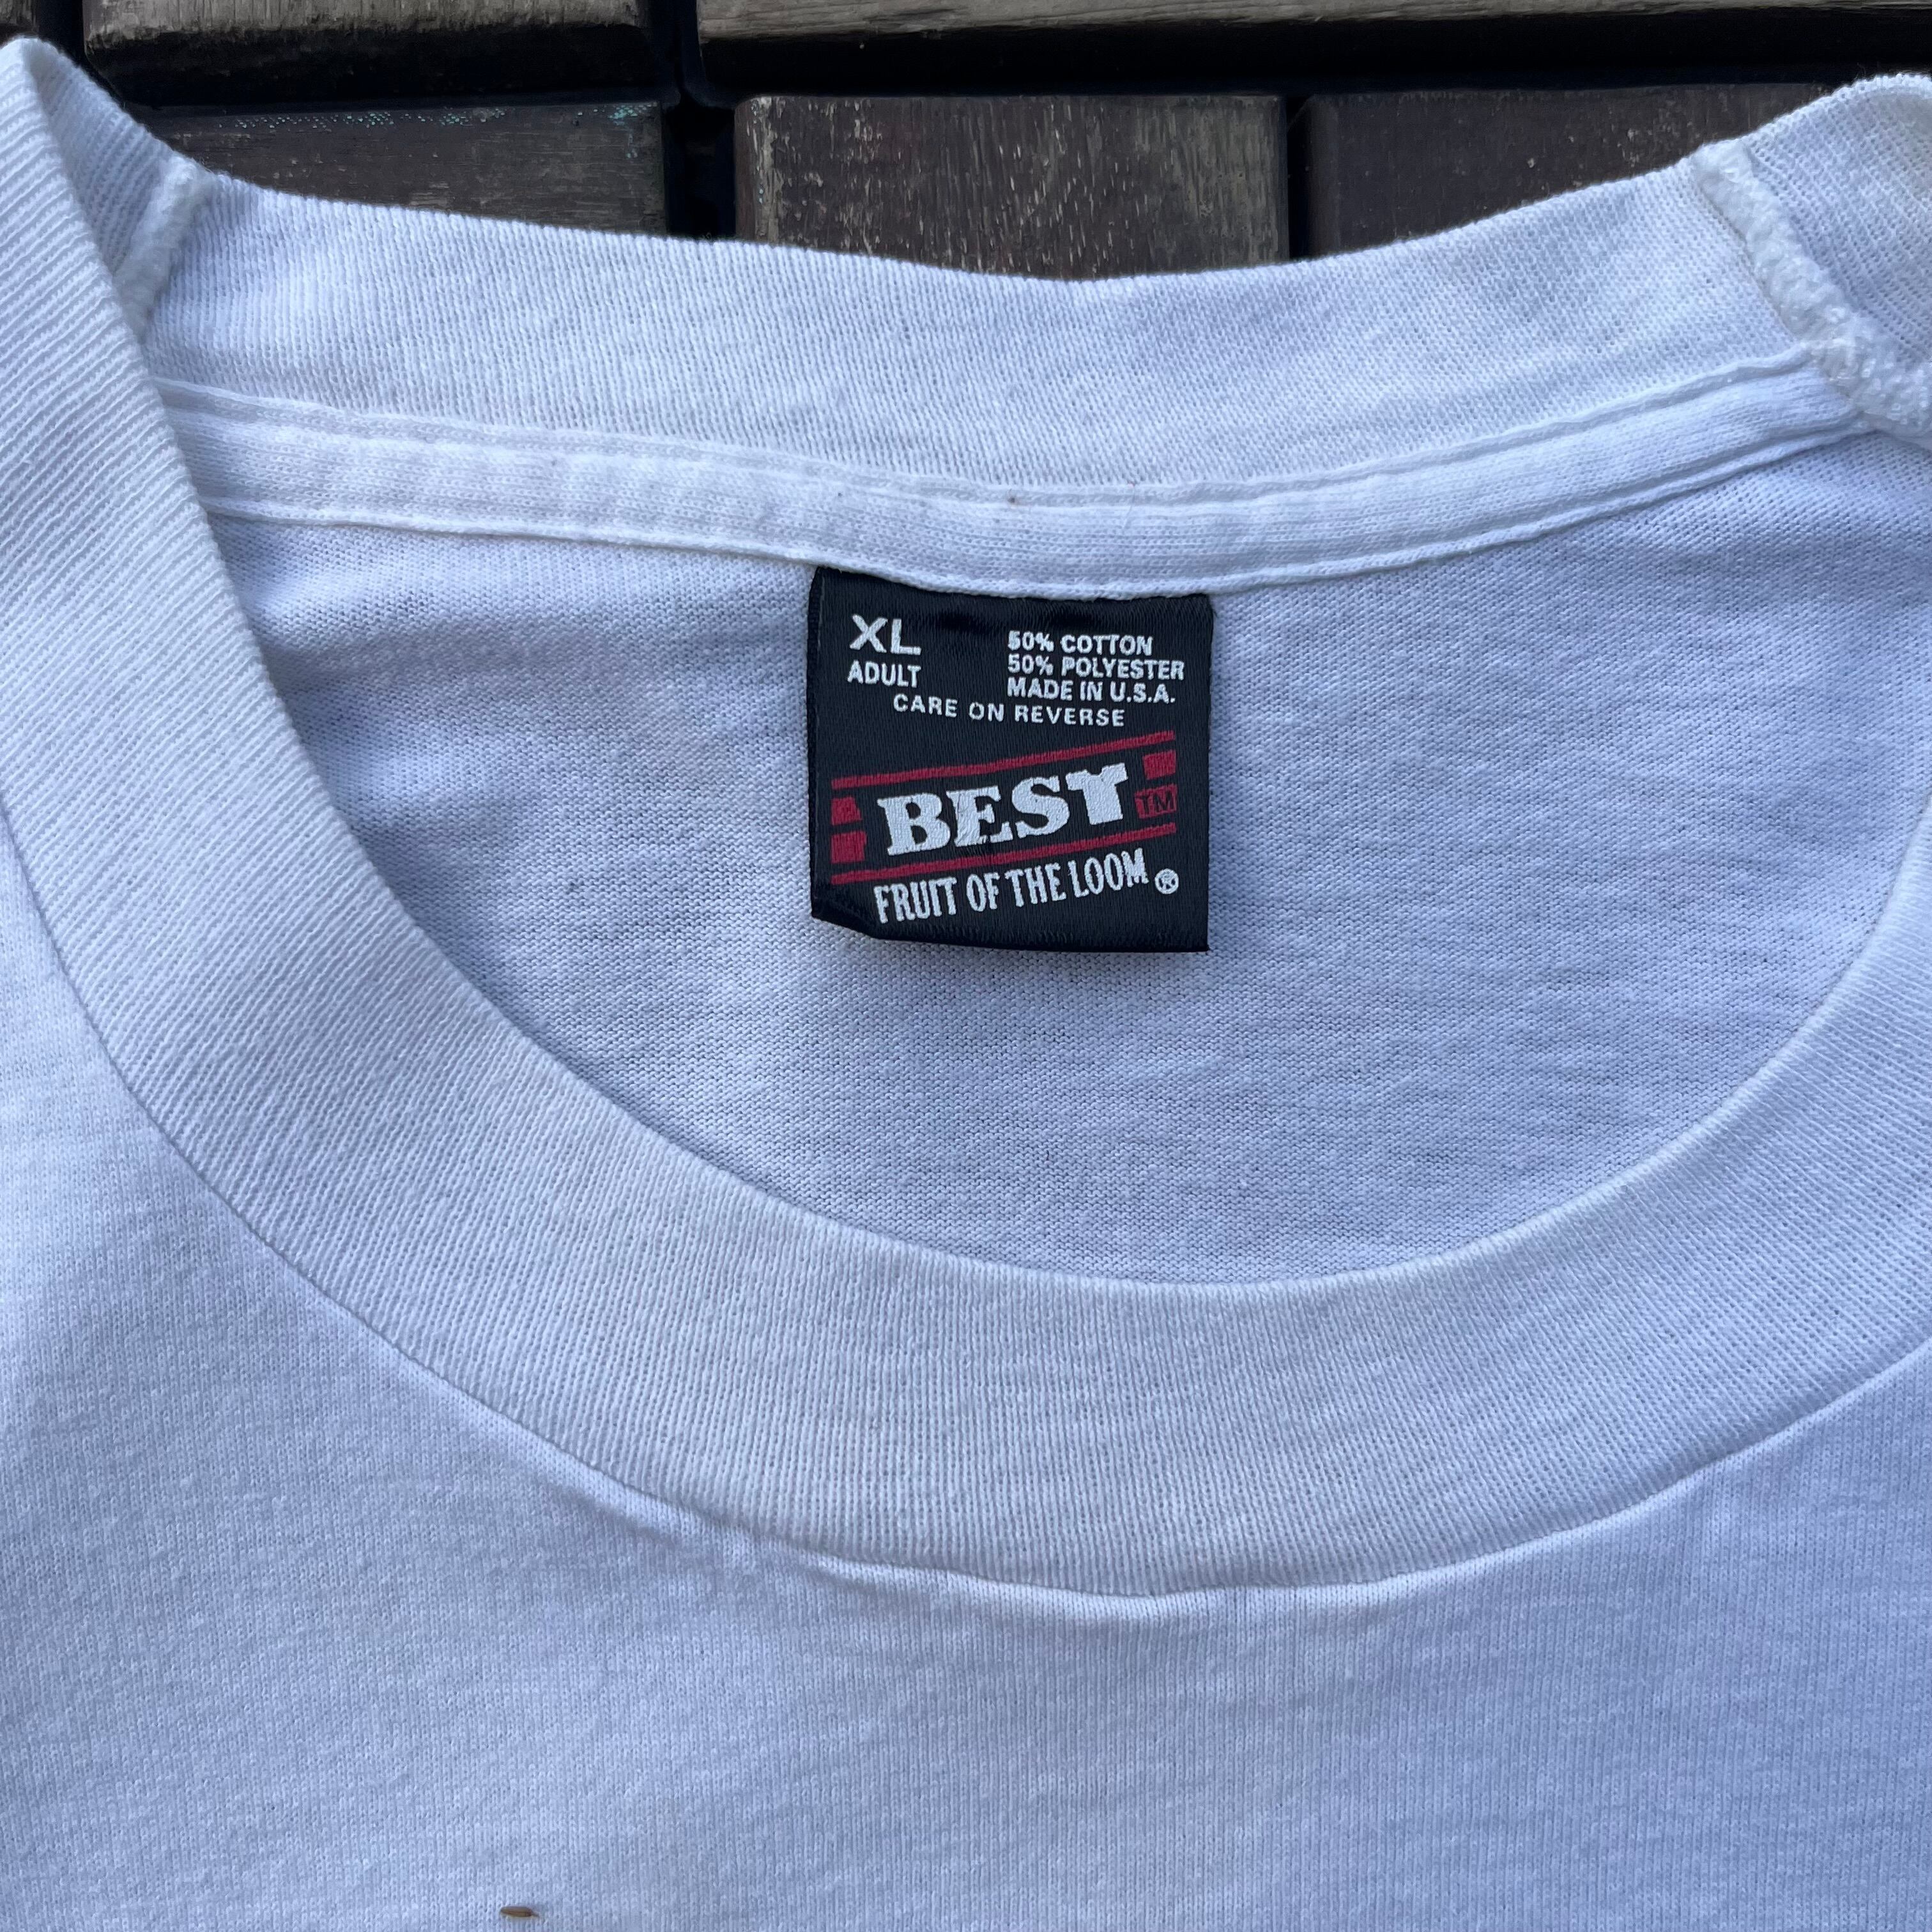 XL
ADULT
50% COTTON
50% POLYESTER
MADE IN U.S.A.
CARE ON REVERSE
BEST TM
FRUIT OF THE LOOM ®